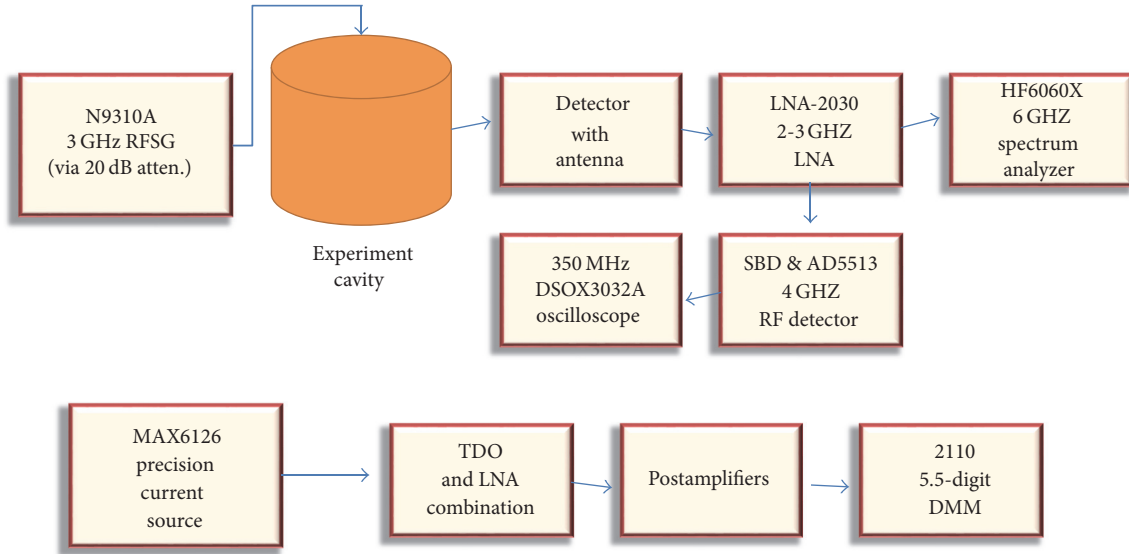 N9310A
3 GHz RFSG
(via 20 dB atten.)
Experiment
cavity
Detector
with
antenna
LNA-2030
2-3 GHZ
LNA
HF6060X
6 GHZ
spectrum
analyzer
350 MHz
DSOX3032A
oscilloscope
SBD & AD5513
4 GHZ
RF detector
MAX6126
precision
current
source
TDO
and LNA
combination
Postamplifiers
2110
5.5-digit
DMM